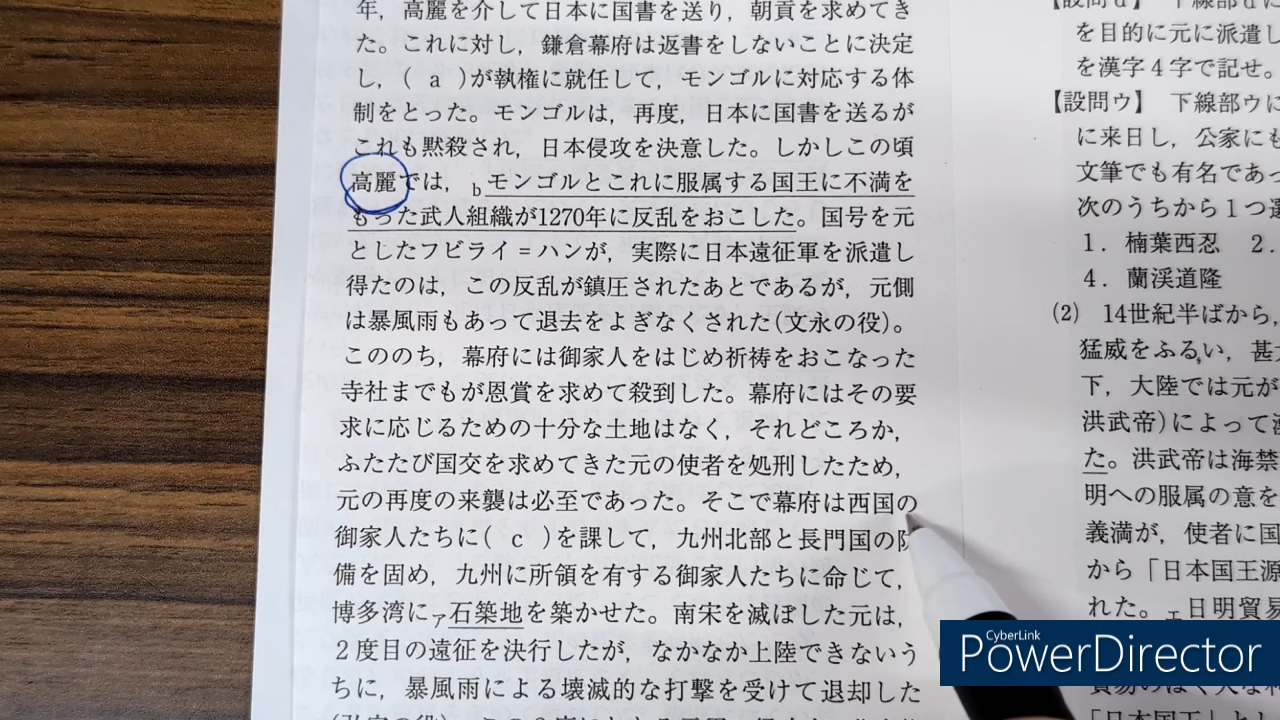 年，高麗を介して日本に国書を送り，朝貢を求めてき
た。これに対し，鎌倉幕府は返書をしないことに決定
し，( a )が執権に就任して，モンゴルに対応する体
制をとった。モンゴルは，再度，日本に国書を送るが
これも黙殺され，日本侵攻を決意した。しかしこの頃
高麗では，bモンゴルとこれに服属する国王に不満を
もった武人組織が1270年に反乱をおこした。国号を元
としたフビライ＝ハンが，実際に日本遠征軍を派遣し
得たのは，この反乱が鎮圧されたあとであるが，元側
は暴風雨もあって退去をよぎなくされた(文永の役)。
こののち，幕府には御家人をはじめ祈祷をおこなった
寺社までもが恩賞を求めて殺到した。幕府にはその要
求に応じるための十分な土地はなく，それどころか，
ふたたび国交を求めてきた元の使者を処刑したため，
元の再度の来襲は必至であった。そこで幕府は西国の
御家人たちに( c )を課して，九州北部と長門国の防
備を固め，九州に所領を有する御家人たちに命じて，
博多湾にア石築地を築かせた。南宋を滅ぼした元は，
2度目の遠征を決行したが，なかなか上陸できないう
ちに，暴風雨による壊滅的な打撃を受けて退却した
【設問d】 下線部dに
を目的に元に派遣し
を漢字4字で記せ。
【設問ウ】 下線部ウに
に来日し，公家にも
文筆でも有名であっ
次のうちから1つ選
1．楠葉西忍 2．
4．蘭渓道隆
(2) 14世紀半ばから，
猛威をふるい，甚
下，大陸では元が
洪武帝)によって
た。洪武帝は海禁
明への服属の意を
義満が，使者に国
から「日本国王源
れた。エ日明貿易
CyberLink
PowerDirector